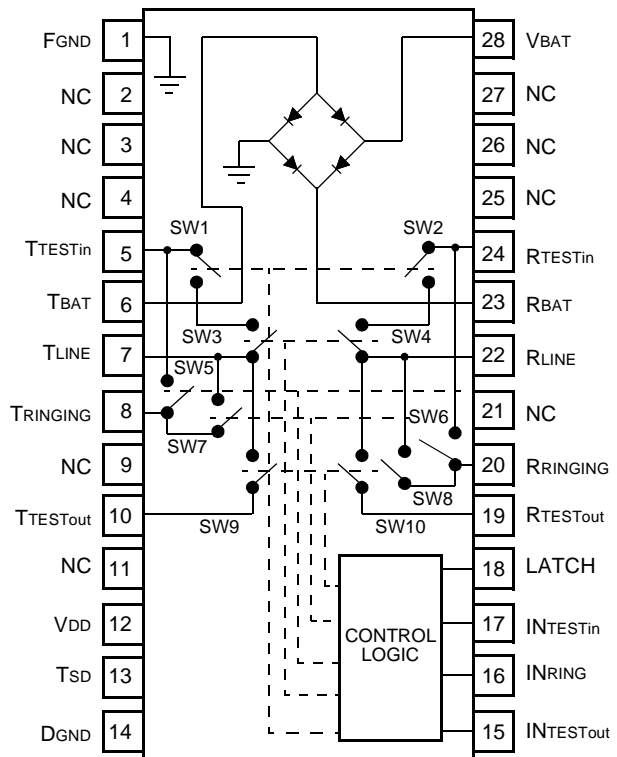 FGND 1 28 VBAT
NC 2 27 NC
NC 3 26 NC
NC 4 25 NC
SW1 SW2
TTESTin 5 24 RTESTin
TBAT 6 23 RBAT
SW3 SW4
TLINE 7 22 RLINE
SW5
TRINGING 8 21 NC
SW6
SW7
NC 9 20 RRINGING
SW8
TTESTout 10 19 RTESTout
SW9 SW10
NC 11 18 LATCH
VDD 12 17 INTESTin
CONTROL
LOGIC
TSD 13 16 INRING
DGND 14 15 INTESTout